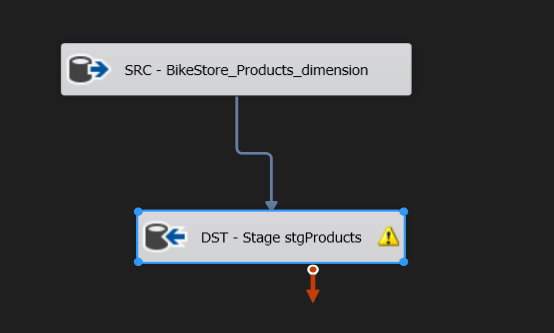 SRC - BikeStore_Products_dimension
DST - Stage stgProducts